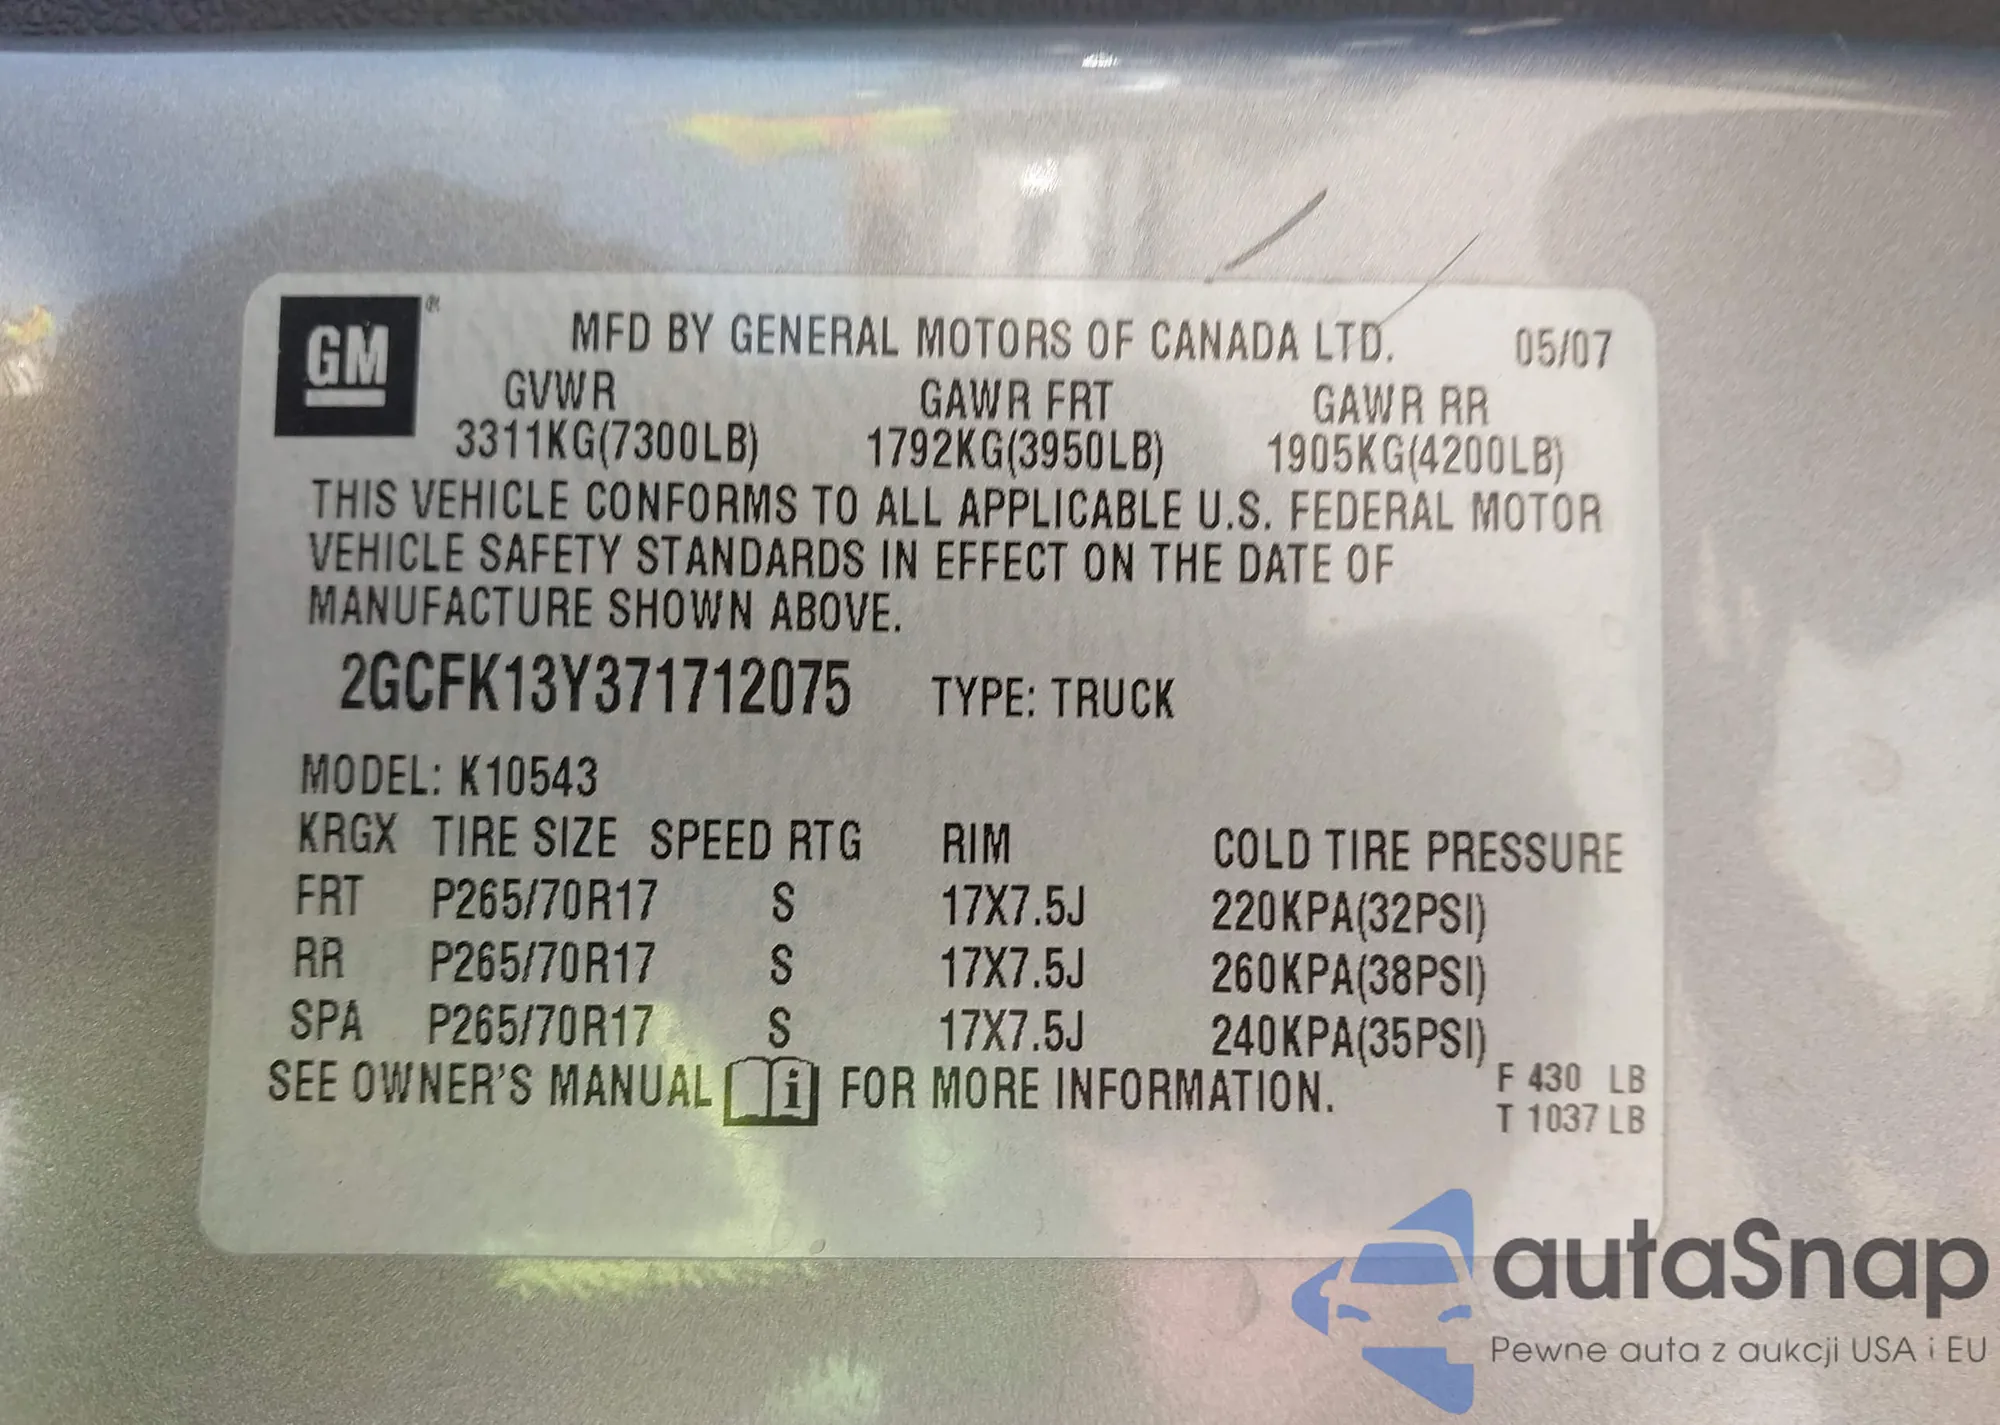 GM ®
MFD BY GENERAL MOTORS OF CANADA LTD. 05/07
GVWR GAWR FRT GAWR RR
3311KG(7300LB) 1792KG(3950LB) 1905KG(4200LB)
THIS VEHICLE CONFORMS TO ALL APPLICABLE U.S. FEDERAL MOTOR
VEHICLE SAFETY STANDARDS IN EFFECT ON THE DATE OF
MANUFACTURE SHOWN ABOVE.
2GCFK13Y371712075 TYPE: TRUCK
MODEL: K10543
KRGX TIRE SIZE SPEED RTG RIM COLD TIRE PRESSURE
FRT P265/70R17 S 17X7.5J 220KPA(32PSI)
RR P265/70R17 S 17X7.5J 260KPA(38PSI)
SPA P265/70R17 S 17X7.5J 240KPA(35PSI)
SEE OWNER'S MANUAL i FOR MORE INFORMATION.
F 430 LB
T 1037 LB
autaSnap
Pewne auta z aukcji USA i EU